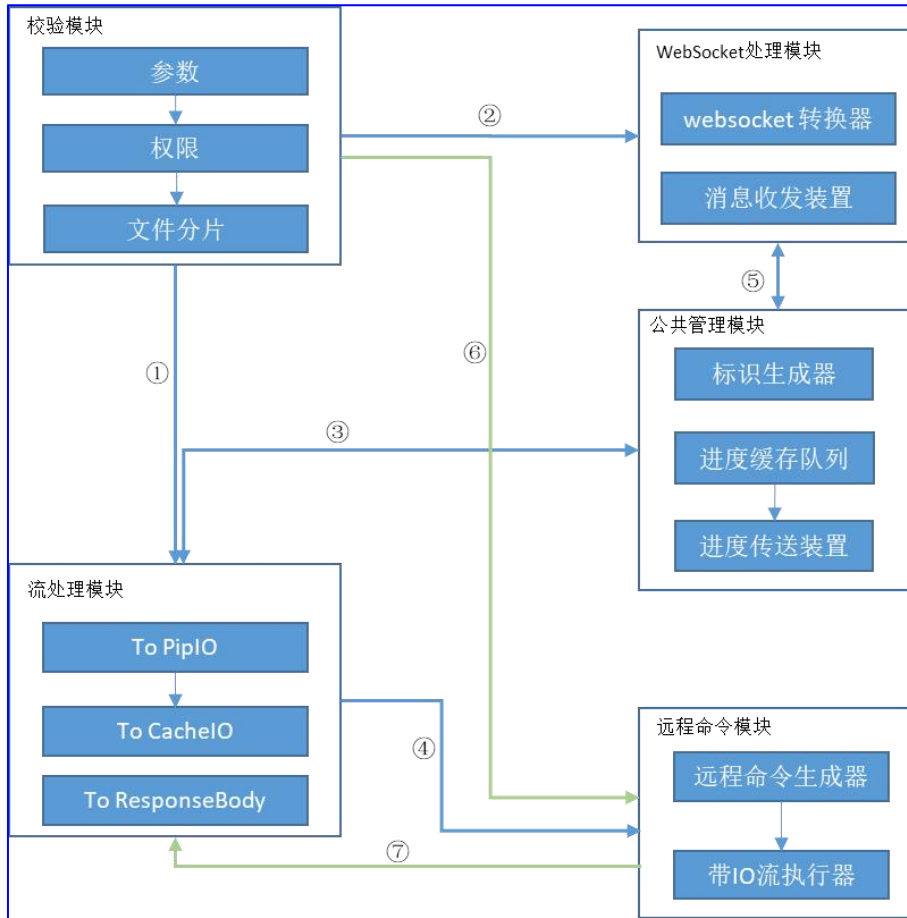 校验模块
参数
权限
文件分片
WebSocket处理模块
websocket 转换器
消息收发装置
②
⑤
公共管理模块
标识生成器
进度缓存队列
进度传送装置
①
⑥
③
流处理模块
To PipIO
To CacheIO
To ResponseBody
④
⑦
远程命令模块
远程命令生成器
带IO流执行器